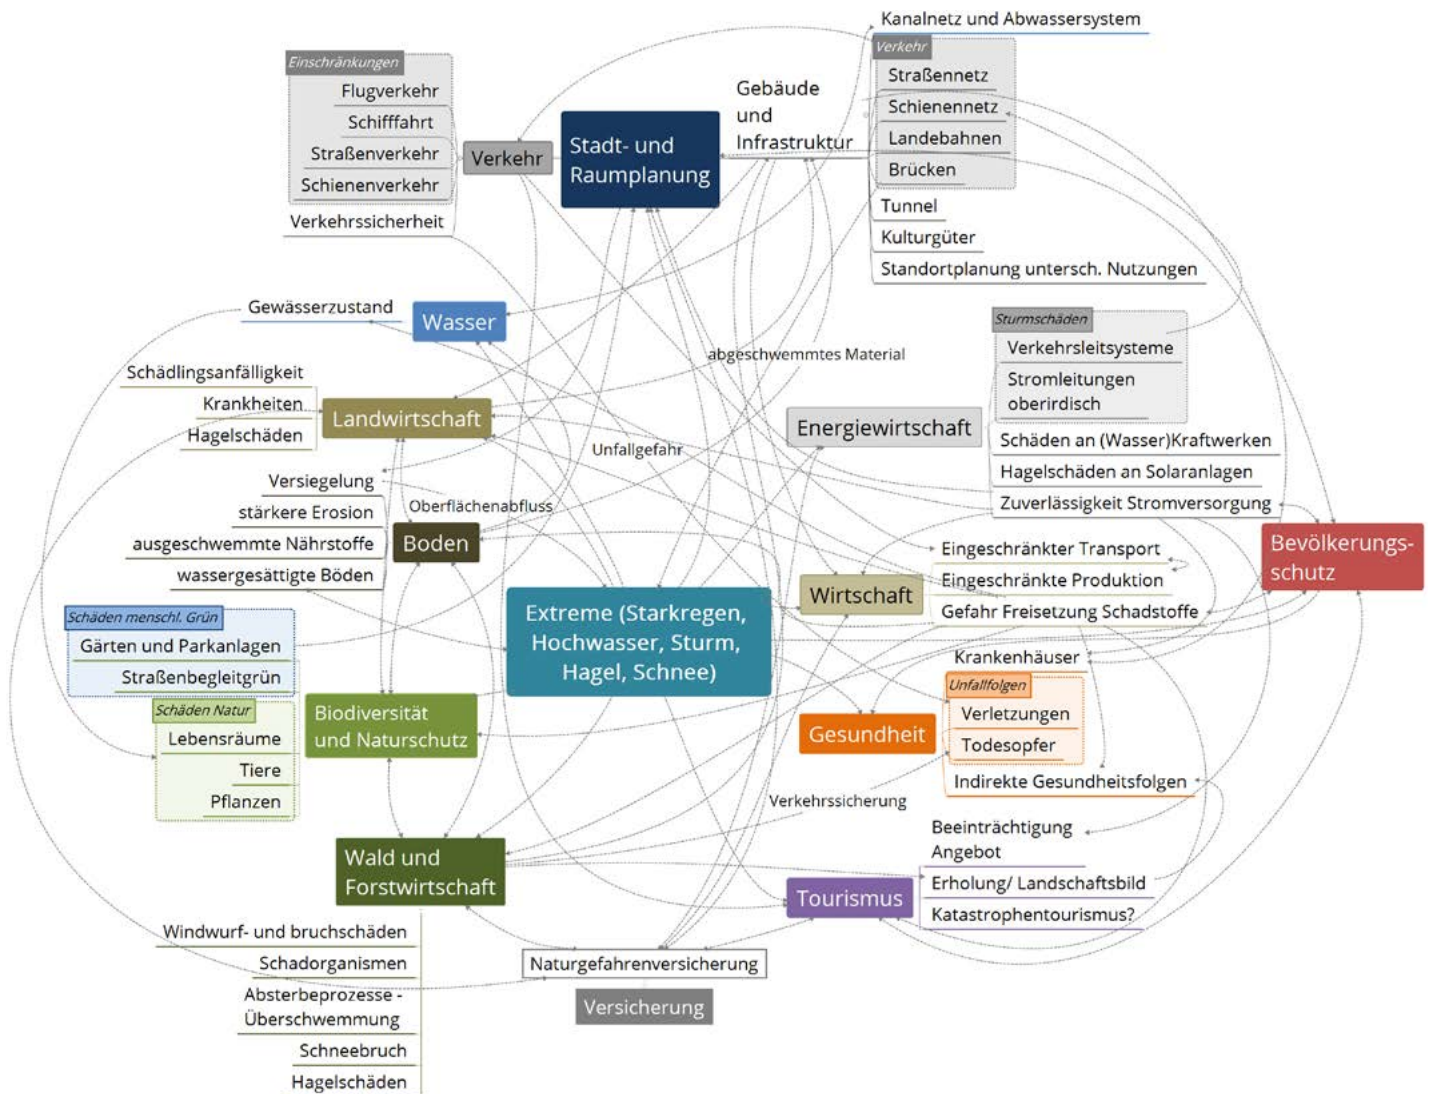 Kanalnetz und Abwassersystem
Einschränkungen
Flugverkehr
Schifffahrt
Straßenverkehr
Schienenverkehr
Verkehrssicherheit
Verkehr
Stadt- und
Raumplanung
Gebäude
und
Infrastruktur
Verkehr
Straßennetz
Schienennetz
Landebahnen
Brücken
Tunnel
Kulturgüter
Standortplanung untersch. Nutzungen
Gewässerzustand
Wasser
Schädlingsanfälligkeit
Krankheiten
Hagelschäden
Landwirtschaft
abgeschwemmtes Material
Sturmschäden
Verkehrsleitsysteme
Stromleitungen
oberirdisch
Energiewirtschaft
Schäden an (Wasser)Kraftwerken
Hagelschäden an Solaranlagen
Zuverlässigkeit Stromversorgung
Unfallgefahr
Versiegelung
stärkere Erosion
ausgeschwemmte Nährstoffe
wassergesättigte Böden
Oberflächenabfluss
Boden
Bevölkerungs-
schutz
Eingeschränkter Transport
Eingeschränkte Produktion
Gefahr Freisetzung Schadstoffe
Wirtschaft
Extreme (Starkregen,
Hochwasser, Sturm,
Hagel, Schnee)
Schäden menschl. Grün
Gärten und Parkanlagen
Straßenbegleitgrün
Schäden Natur
Lebensräume
Tiere
Pflanzen
Biodiversität
und Naturschutz
Krankenhäuser
Unfallfolgen
Verletzungen
Todesopfer
Indirekte Gesundheitsfolgen
Gesundheit
Verkehrssicherung
Wald und
Forstwirtschaft
Beeinträchtigung
Angebot
Erholung/ Landschaftsbild
Katastrophentourismus?
Tourismus
Windwurf- und bruchschäden
Schadorganismen
Absterbeprozesse -
Überschwemmung
Schneebruch
Hagelschäden
Naturgefahrenversicherung
Versicherung